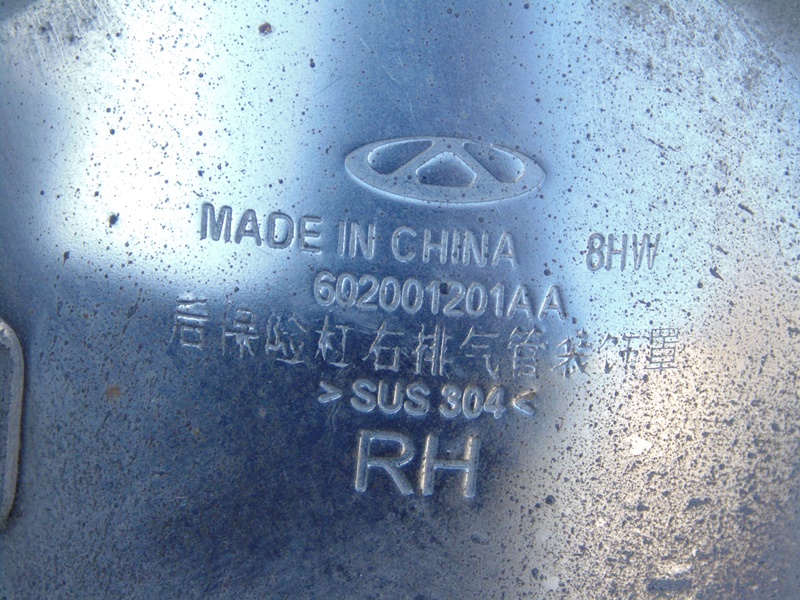 MADE IN CHINA 8HW
602001201AA
后保险杠右排气管装饰罩
>SUS 304<
RH